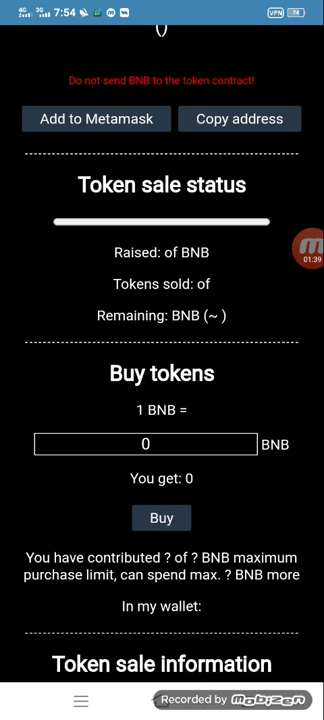 4G 3G 7:54 VPN 74
()
Do not send BNB to the token contract!
Add to Metamask Copy address
Token sale status
Raised: of BNB
Tokens sold: of
Remaining: BNB (~ )
01:39
Buy tokens
1 BNB =
0 BNB
You get: 0
Buy
You have contributed ? of ? BNB maximum
purchase limit, can spend max. ? BNB more
In my wallet:
Token sale information
Recorded by Mobizen